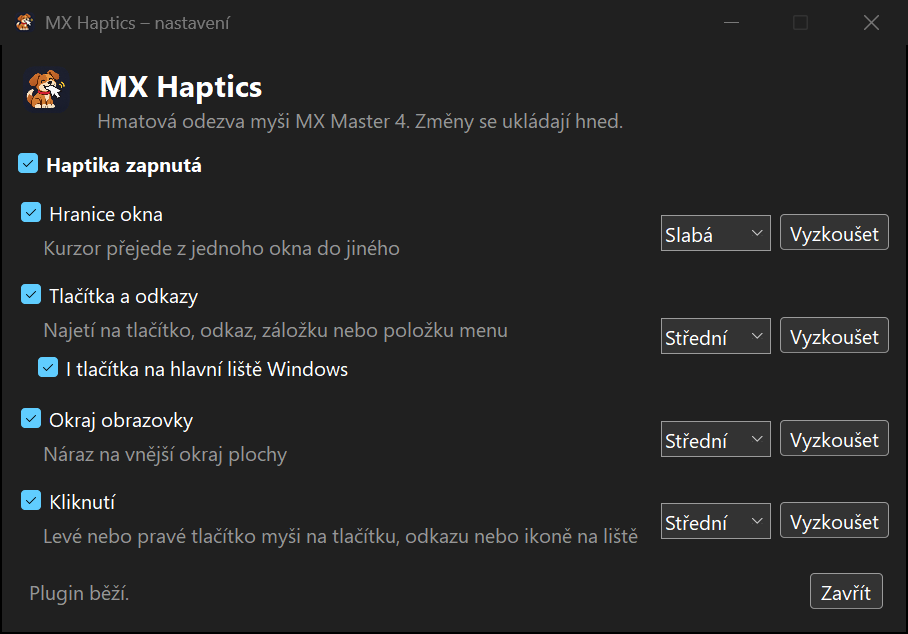 MX Haptics – nastavení
MX Haptics
Hmatová odezva myši MX Master 4. Změny se ukládají hned.
Haptika zapnutá
Hranice okna
Kurzor přejede z jednoho okna do jiného
Slabá
Vyzkoušet
Tlačítka a odkazy
Najetí na tlačítko, odkaz, záložku nebo položku menu
Střední
Vyzkoušet
I tlačítka na hlavní liště Windows
Okraj obrazovky
Náraz na vnější okraj plochy
Střední
Vyzkoušet
Kliknutí
Levé nebo pravé tlačítko myši na tlačítku, odkazu nebo ikoně na liště
Střední
Vyzkoušet
Plugin běží.
Zavřít